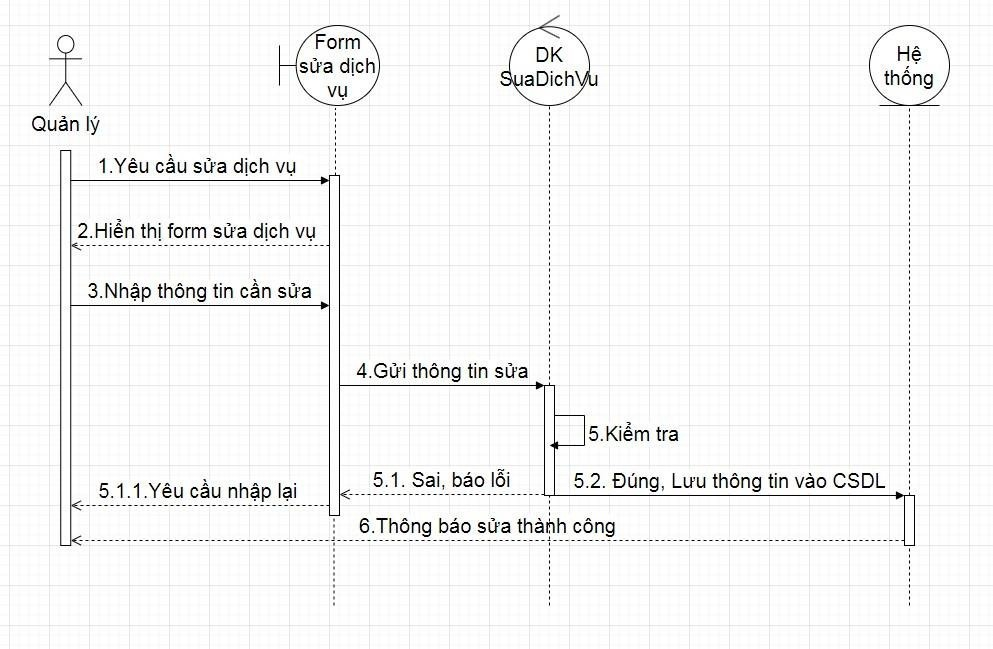 Form
sửa dịch
vụ
DK
SuaDichVu
Hệ
thống
Quản lý
1.Yêu cầu sửa dịch vụ
2.Hiển thị form sửa dịch vụ
3.Nhập thông tin cần sửa
4.Gửi thông tin sửa
5.Kiểm tra
5.1. Sai, báo lỗi
5.2. Đúng, Lưu thông tin vào CSDL
5.1.1.Yêu cầu nhập lại
6.Thông báo sửa thành công